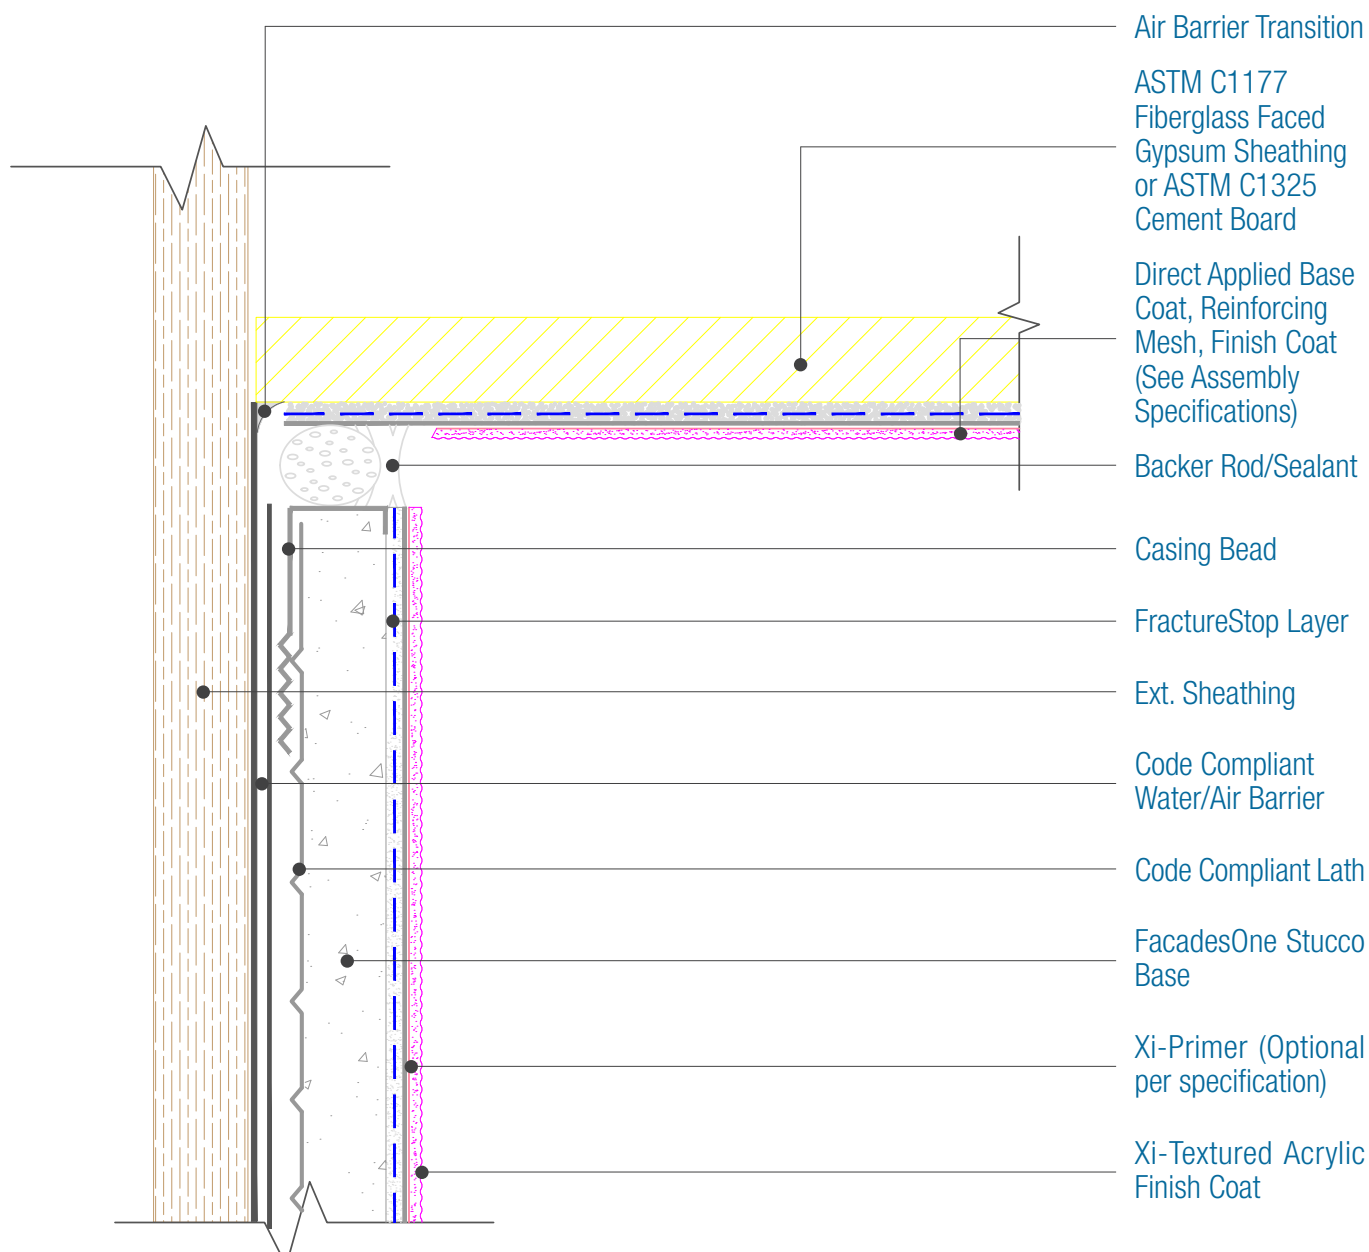 Air Barrier Transition
ASTM C1177
Fiberglass Faced
Gypsum Sheathing
or ASTM C1325
Cement Board
Direct Applied Base
Coat, Reinforcing
Mesh, Finish Coat
(See Assembly
Specifications)
Backer Rod/Sealant
Casing Bead
FractureStop Layer
Ext. Sheathing
Code Compliant
Water/Air Barrier
Code Compliant Lath
FacadesOne Stucco
Base
Xi-Primer (Optional
per specification)
Xi-Textured Acrylic
Finish Coat